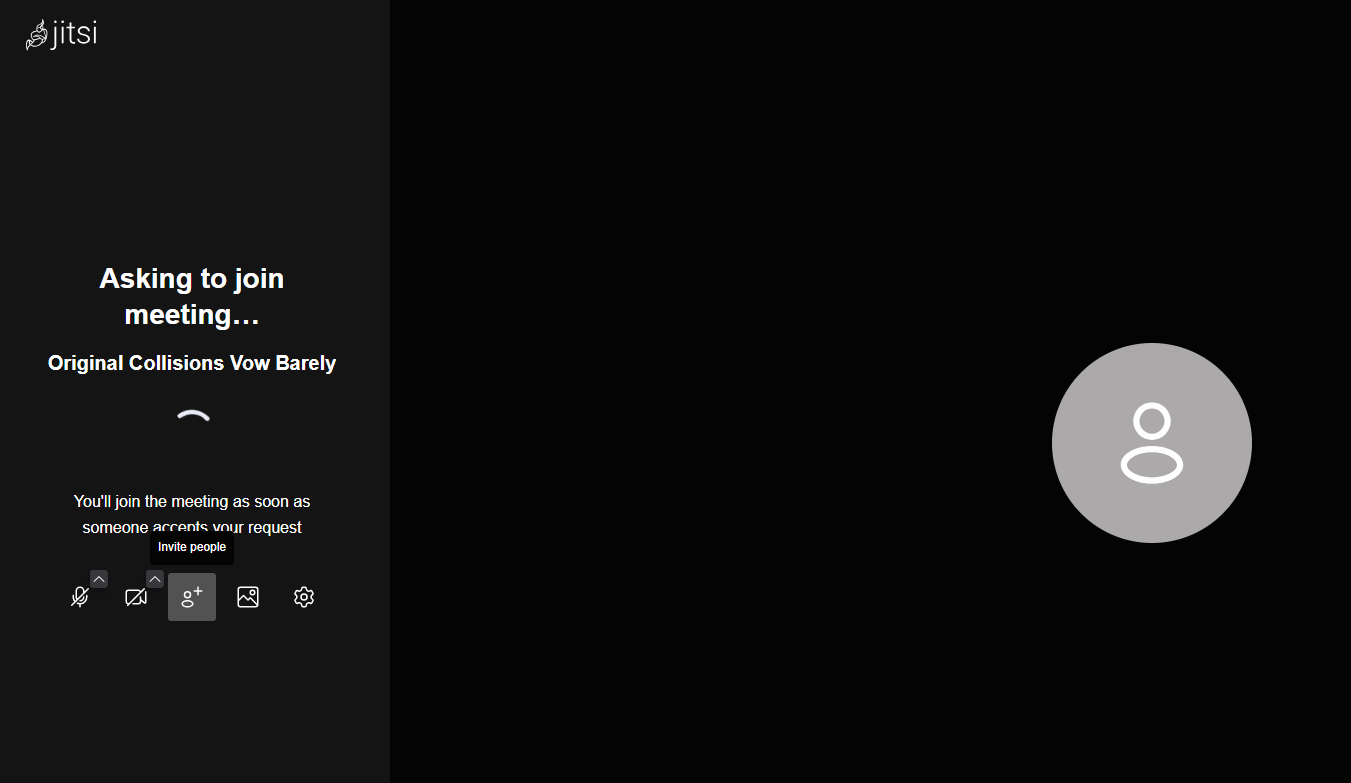 jitsi
Asking to join
meeting…
Original Collisions Vow Barely
You'll join the meeting as soon as
someone accepts your request
Invite people